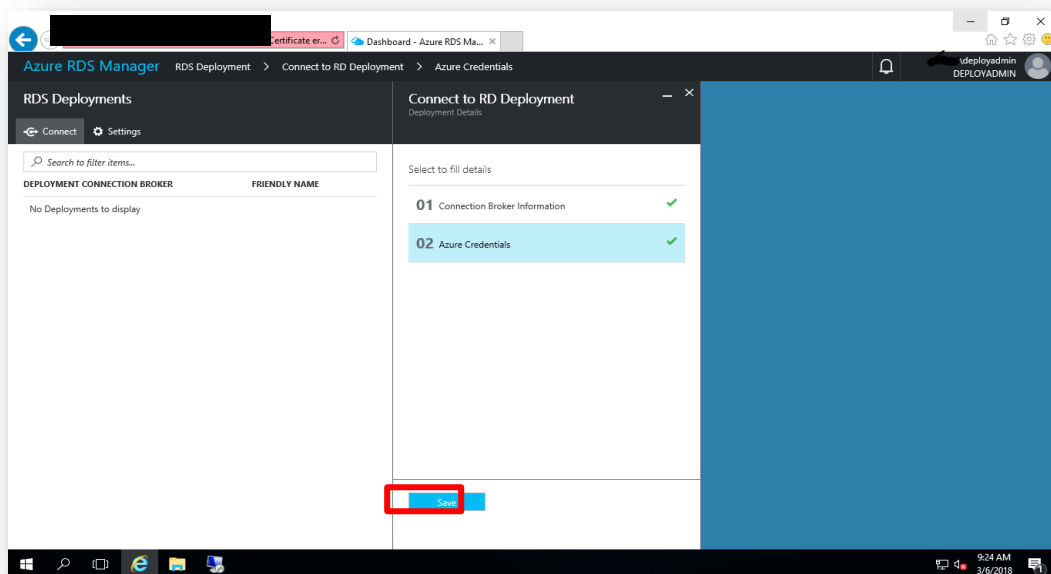 Certificate er...
Dashboard - Azure RDS Ma...
Azure RDS Manager RDS Deployment > Connect to RD Deployment > Azure Credentials
\deployadmin
DEPLOYADMIN
RDS Deployments
Connect Settings
Search to filter items...
DEPLOYMENT CONNECTION BROKER FRIENDLY NAME
No Deployments to display
Connect to RD Deployment
Deployment Details
Select to fill details
01 Connection Broker Information
02 Azure Credentials
Save
9:24 AM
3/6/2018